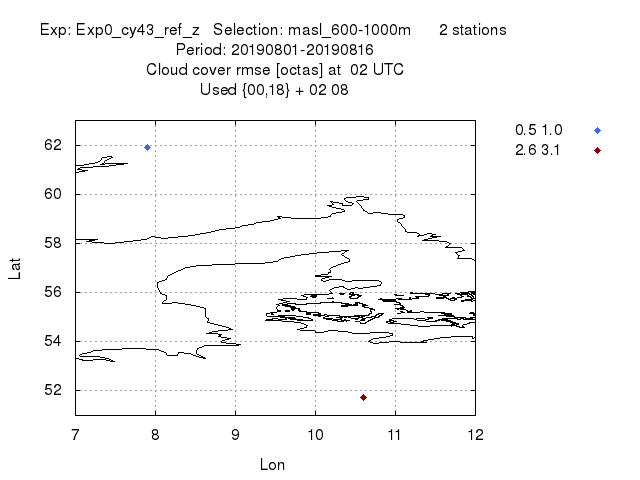 Exp: Exp0_cy43_ref_z Selection: masl_600-1000m 2 stations
Period: 20190801-20190816
Cloud cover rmse [octas] at 02 UTC
Used {00,18} + 02 08
0.5 1.0
2.6 3.1
62
60
58
56
54
52
Lat
7 8 9 10 11 12
Lon